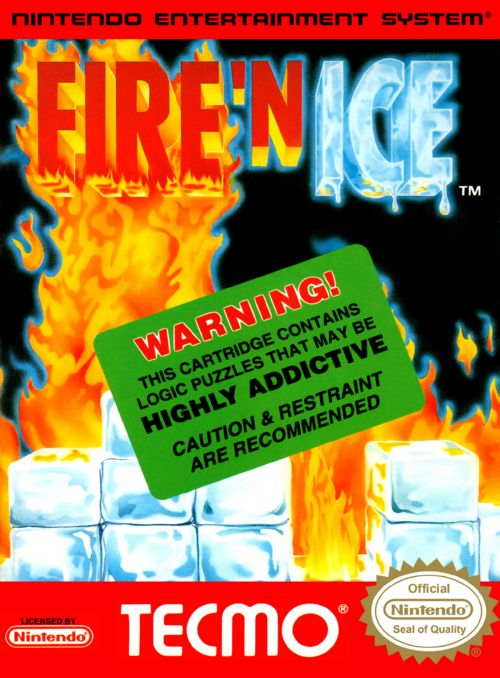 NINTENDO ENTERTAINMENT SYSTEM®
FIRE'N ICE
TM
WARNING!
THIS CARTRIDGE CONTAINS
LOGIC PUZZLES THAT MAY BE
HIGHLY ADDICTIVE
CAUTION & RESTRAINT
ARE RECOMMENDED
LICENSED BY
Nintendo®
TECMO®
Official
Nintendo®
Seal of Quality
®